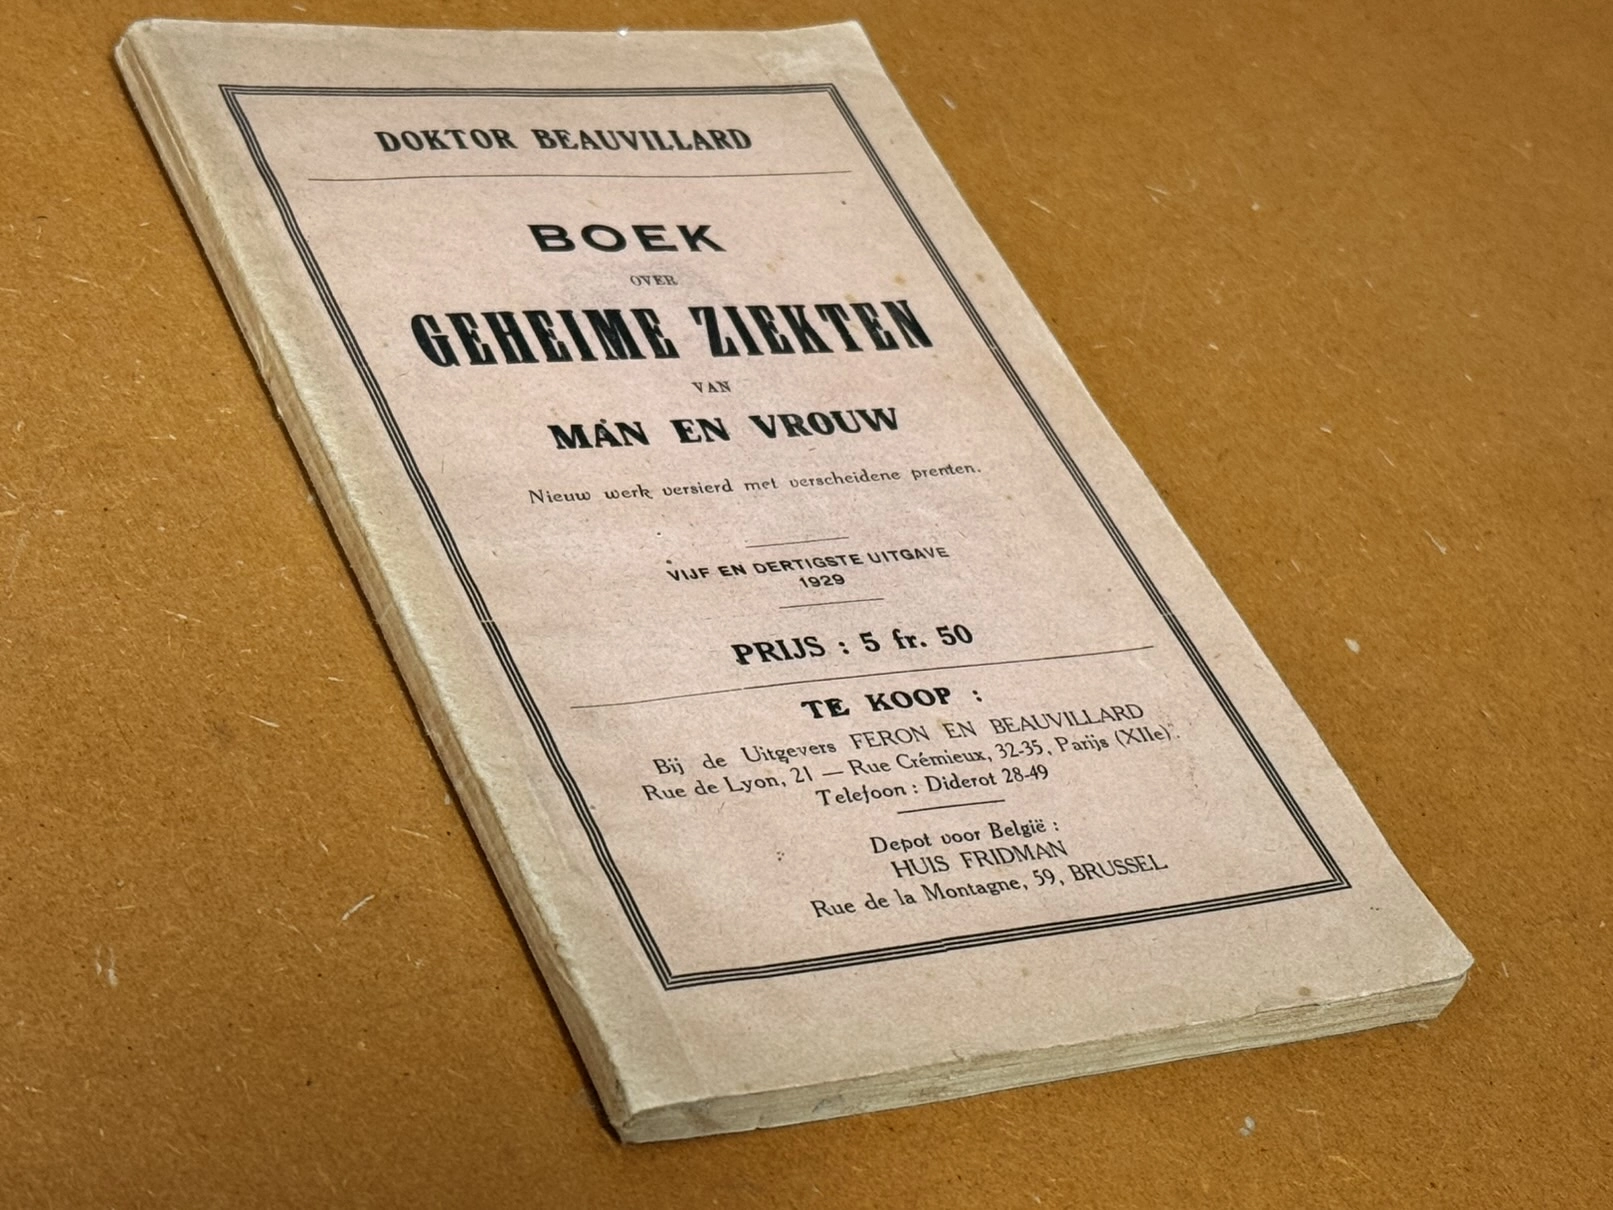 DOKTOR BEAUVILLARD
BOEK
OVER
GEHEIME ZIEKTEN
VAN
MAN EN VROUW
Nieuw werk versierd met verscheidene prenten.
VIJF EN DERTIGSTE UITGAVE
1929
PRIJS : 5 fr. 50
TE KOOP :
Bij de Uitgevers FERON EN BEAUVILLARD
Rue de Lyon, 21 — Rue Crémieux, 32-35, Parijs (XIIe).
Telefoon : Diderot 28-49
Depot voor België :
HUIS FRIDMAN
Rue de la Montagne, 59, BRUSSEL